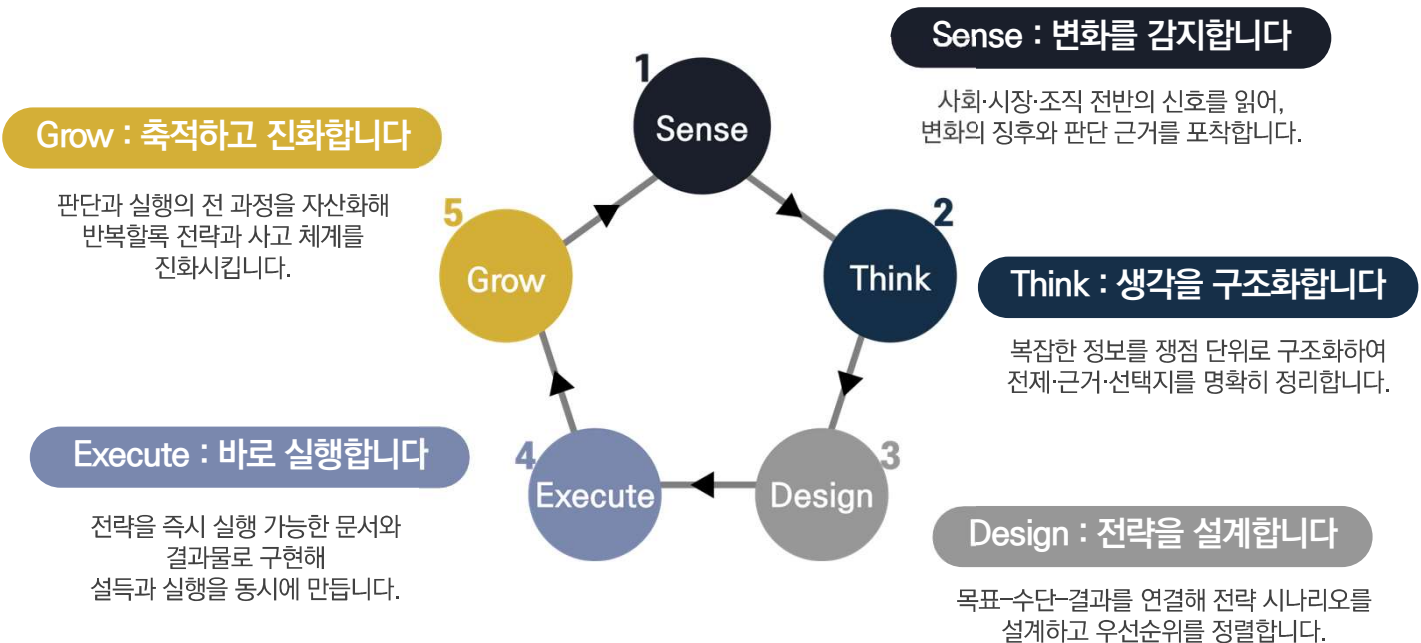 1
Sense
Sense : 변화를 감지합니다
사회·시장·조직 전반의 신호를 읽어,
변화의 징후와 판단 근거를 포착합니다.
2
Think
Think : 생각을 구조화합니다
복잡한 정보를 쟁점 단위로 구조화하여
전제·근거·선택지를 명확히 정리합니다.
3
Design
Design : 전략을 설계합니다
목표–수단–결과를 연결해 전략 시나리오를
설계하고 우선순위를 정렬합니다.
4
Execute
Execute : 바로 실행합니다
전략을 즉시 실행 가능한 문서와
결과물로 구현해
설득과 실행을 동시에 만듭니다.
5
Grow
Grow : 축적하고 진화합니다
판단과 실행의 전 과정을 자산화해
반복할록 전략과 사고 체계를
진화시킵니다.